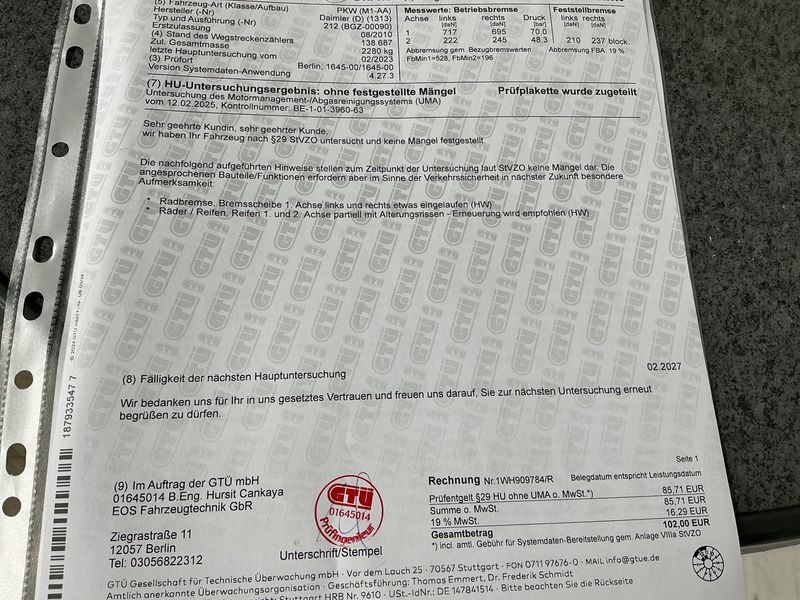 (5) Fahrzeug-Art (Klasse/Aufbau) PKW (M1-AA)
Hersteller (-Nr) Daimler (D) (1313)
Typ und Ausführung (-Nr) 212 (BGZ-00090)
Erstzulassung 08/2010
(4) Stand des Wegstreckenzählers 138.687
Zul. Gesamtmasse 2280 kg
letzte Hauptuntersuchung vom 02/2023
(3) Prüfort Berlin, 1645-00/1645-00
Version Systemdaten-Anwendung 4.27.3
Messwerte: Betriebsbremse Feststellbremse
Achse links rechts Druck links rechts
[daN] [daN] [bar] [daN] [daN]
1 717 695 70,0
2 222 245 48,3 210 237 block.
Abbremsung gem. Bezugbremswerten Abbremsung FBA: 19 %
FbMin1=528, FbMin2=196
(7) HU-Untersuchungsergebnis: ohne festgestellte Mängel Prüfplakette wurde zugeteilt
Untersuchung des Motormanagement-/Abgasreinigungssystems (UMA)
vom 12.02.2025, Kontrollnummer: BE-1-01-3960-63
Sehr geehrte Kundin, sehr geehrter Kunde,
wir haben Ihr Fahrzeug nach §29 StVZO untersucht und keine Mängel festgestellt.
Die nachfolgend aufgeführten Hinweise stellen zum Zeitpunkt der Untersuchung laut StVZO keine Mängel dar. Die
angesprochenen Bauteile/Funktionen erfordern aber im Sinne der Verkehrssicherheit in nächster Zukunft besondere
Aufmerksamkeit:
* Radbremse, Bremsscheibe 1. Achse links und rechts etwas eingelaufen (HW)
* Räder / Reifen, Reifen 1. und 2. Achse partiell mit Alterungsrissen - Erneuerung wird empfohlen (HW)
(8) Fälligkeit der nächsten Hauptuntersuchung 02.2027
Wir bedanken uns für Ihr in uns gesetztes Vertrauen und freuen uns darauf, Sie zur nächsten Untersuchung erneut
begrüßen zu dürfen.
187933547 7
Seite 1
(9) Im Auftrag der GTÜ mbH
01645014 B.Eng. Hursit Cankaya
EOS Fahrzeugtechnik GbR
Ziegrastraße 11
12057 Berlin
Tel: 03056822312
GTÜ
01645014
Prüfingenieur
Unterschrift/Stempel
Rechnung Nr.1WH909784/R Belegdatum entspricht Leistungsdatum
Prüfentgelt §29 HU ohne UMA o. MwSt.*) 85,71 EUR
Summe o. MwSt. 85,71 EUR
19 % MwSt. 16,29 EUR
Gesamtbetrag 102,00 EUR
*) incl. amtl. Gebühr für Systemdaten-Bereitstellung gem. Anlage VIIIa StVZO
GTÜ Gesellschaft für Technische Überwachung mbH · Vor dem Lauch 25 · 70567 Stuttgart · FON 0711 97676-0 · MAIL info@gtue.de
Amtlich anerkannte Überwachungsorganisation · Geschäftsführung: Thomas Emmert, Dr. Frederik Schmidt
Stuttgart HRB Nr. 9610 · USt.-IdNr.: DE 147841514 · Bitte beachten Sie die Rückseite